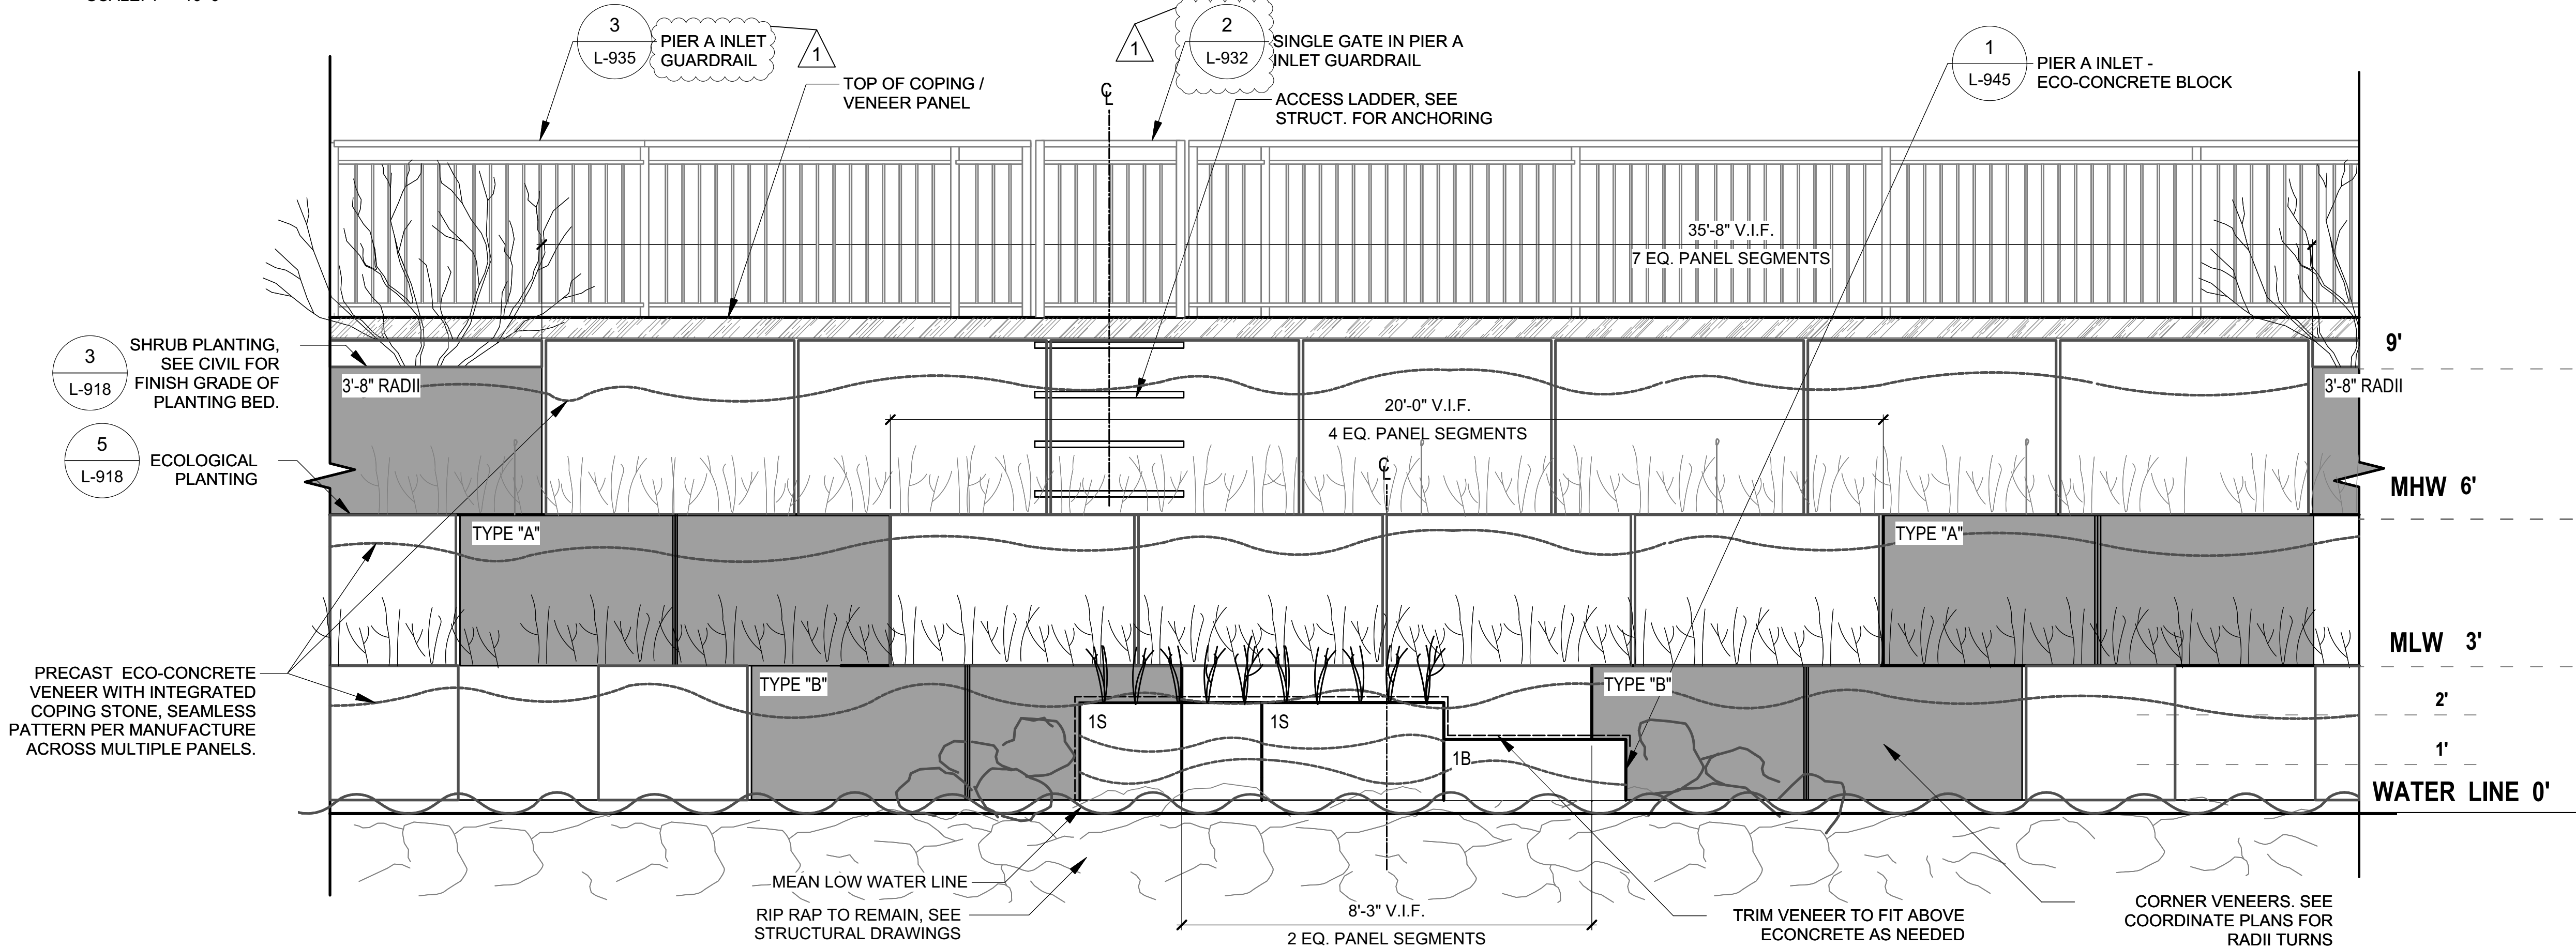 3
L-935
PIER A INLET
GUARDRAIL
1
TOP OF COPING /
VENEER PANEL
℄
1
2
L-932
SINGLE GATE IN PIER A
INLET GUARDRAIL
ACCESS LADDER, SEE
STRUCT. FOR ANCHORING
1
L-945
PIER A INLET -
ECO-CONCRETE BLOCK
35'-8" V.I.F.
7 EQ. PANEL SEGMENTS
3
L-918
SHRUB PLANTING,
SEE CIVIL FOR
FINISH GRADE OF
PLANTING BED.
3'-8" RADII
3'-8" RADII
9'
20'-0" V.I.F.
4 EQ. PANEL SEGMENTS
℄
5
L-918
ECOLOGICAL
PLANTING
MHW 6'
TYPE "A"
TYPE "A"
MLW 3'
PRECAST ECO-CONCRETE
VENEER WITH INTEGRATED
COPING STONE, SEAMLESS
PATTERN PER MANUFACTURE
ACROSS MULTIPLE PANELS.
TYPE "B"
TYPE "B"
1S
1S
1B
2'
1'
WATER LINE 0'
MEAN LOW WATER LINE
RIP RAP TO REMAIN, SEE
STRUCTURAL DRAWINGS
8'-3" V.I.F.
2 EQ. PANEL SEGMENTS
TRIM VENEER TO FIT ABOVE
ECONCRETE AS NEEDED
CORNER VENEERS. SEE
COORDINATE PLANS FOR
RADII TURNS